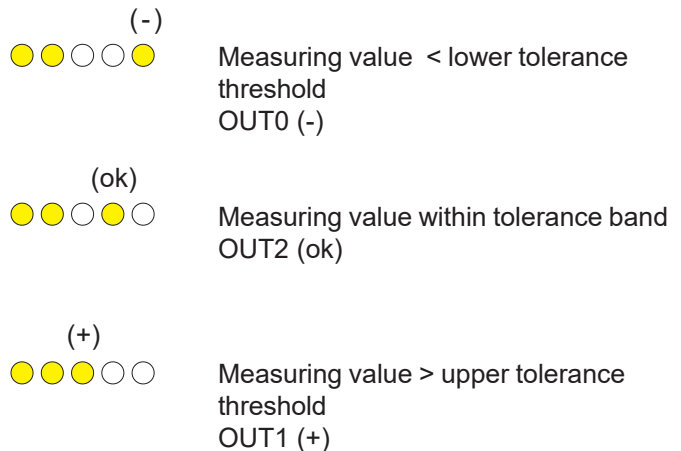 (-)
Measuring value < lower tolerance
threshold
OUT0 (-)
(ok)
Measuring value within tolerance band
OUT2 (ok)
(+)
Measuring value > upper tolerance
threshold
OUT1 (+)